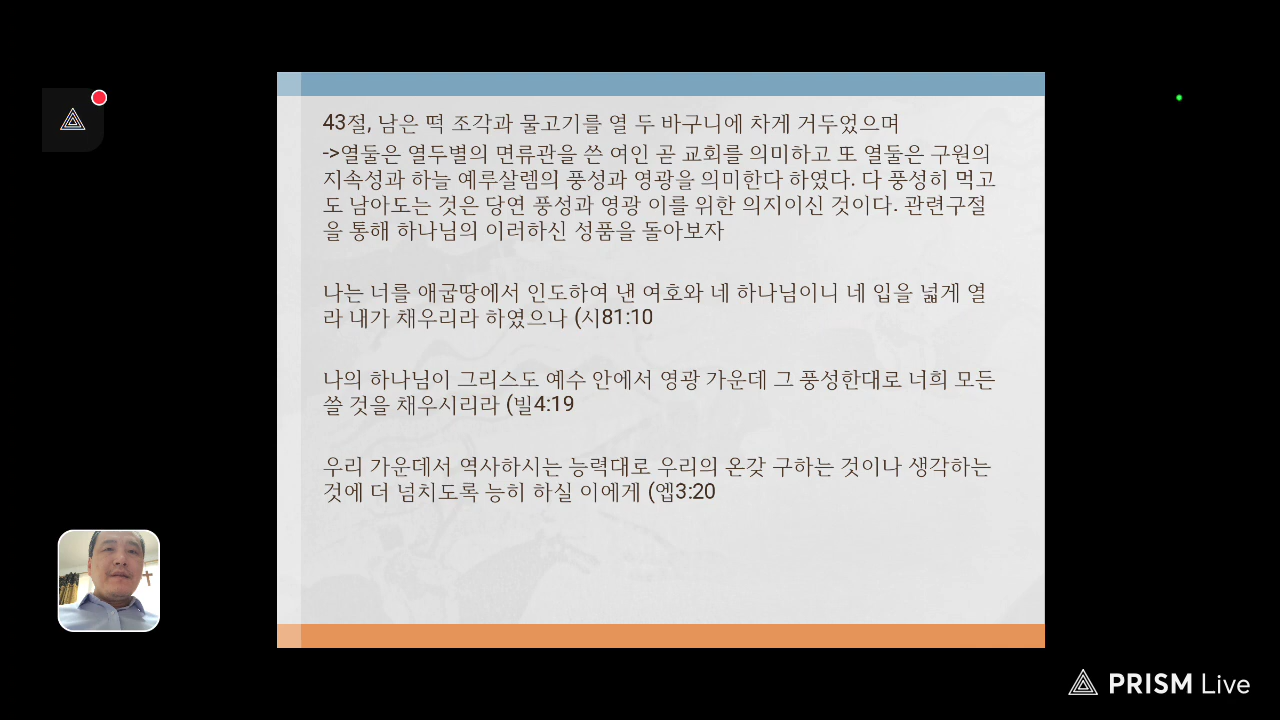 43절, 남은 떡 조각과 물고기를 열 두 바구니에 차게 거두었으며
->열둘은 열두별의 면류관을 쓴 여인 곧 교회를 의미하고 또 열둘은 구원의
지속성과 하늘 예루살렘의 풍성과 영광을 의미한다 하였다. 다 풍성히 먹고
도 남아도는 것은 당연 풍성과 영광 이를 위한 의지이신 것이다. 관련구절
을 통해 하나님의 이러하신 성품을 돌아보자
나는 너를 애굽땅에서 인도하여 낸 여호와 네 하나님이니 네 입을 넓게 열
라 내가 채우리라 하였으나 (시81:10
나의 하나님이 그리스도 예수 안에서 영광 가운데 그 풍성한대로 너희 모든
쓸 것을 채우시리라 (빌4:19
우리 가운데서 역사하시는 능력대로 우리의 온갖 구하는 것이나 생각하는
것에 더 넘치도록 능히 하실 이에게 (엡3:20
PRISM Live